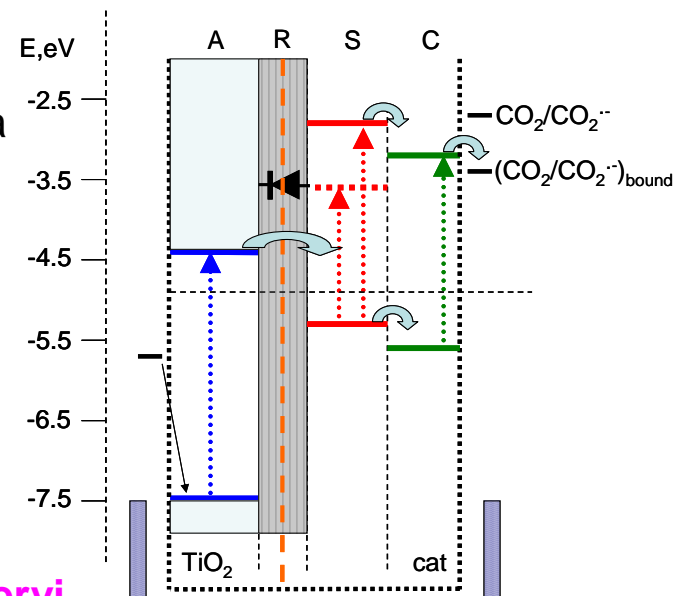 A R S C
E,eV
-2.5
CO₂/CO₂˙⁻
a
-3.5
(CO₂/CO₂˙⁻)bound
-4.5
-5.5
-6.5
-7.5
TiO₂ cat